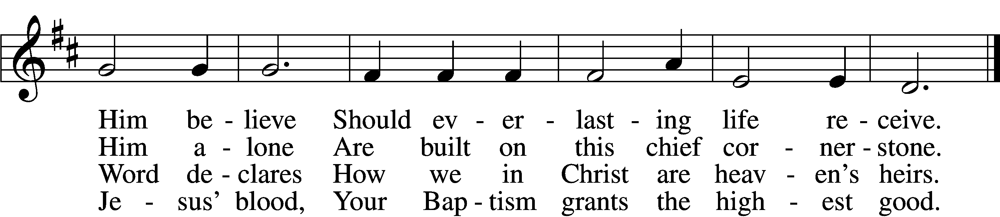 Him be - lieve Should ev - er - last - ing life re - ceive.
Him a - lone Are built on this chief cor - ner - stone.
Word de - clares How we in Christ are heav - en's heirs.
Je - sus' blood, Your Bap - tism grants the high - est good.